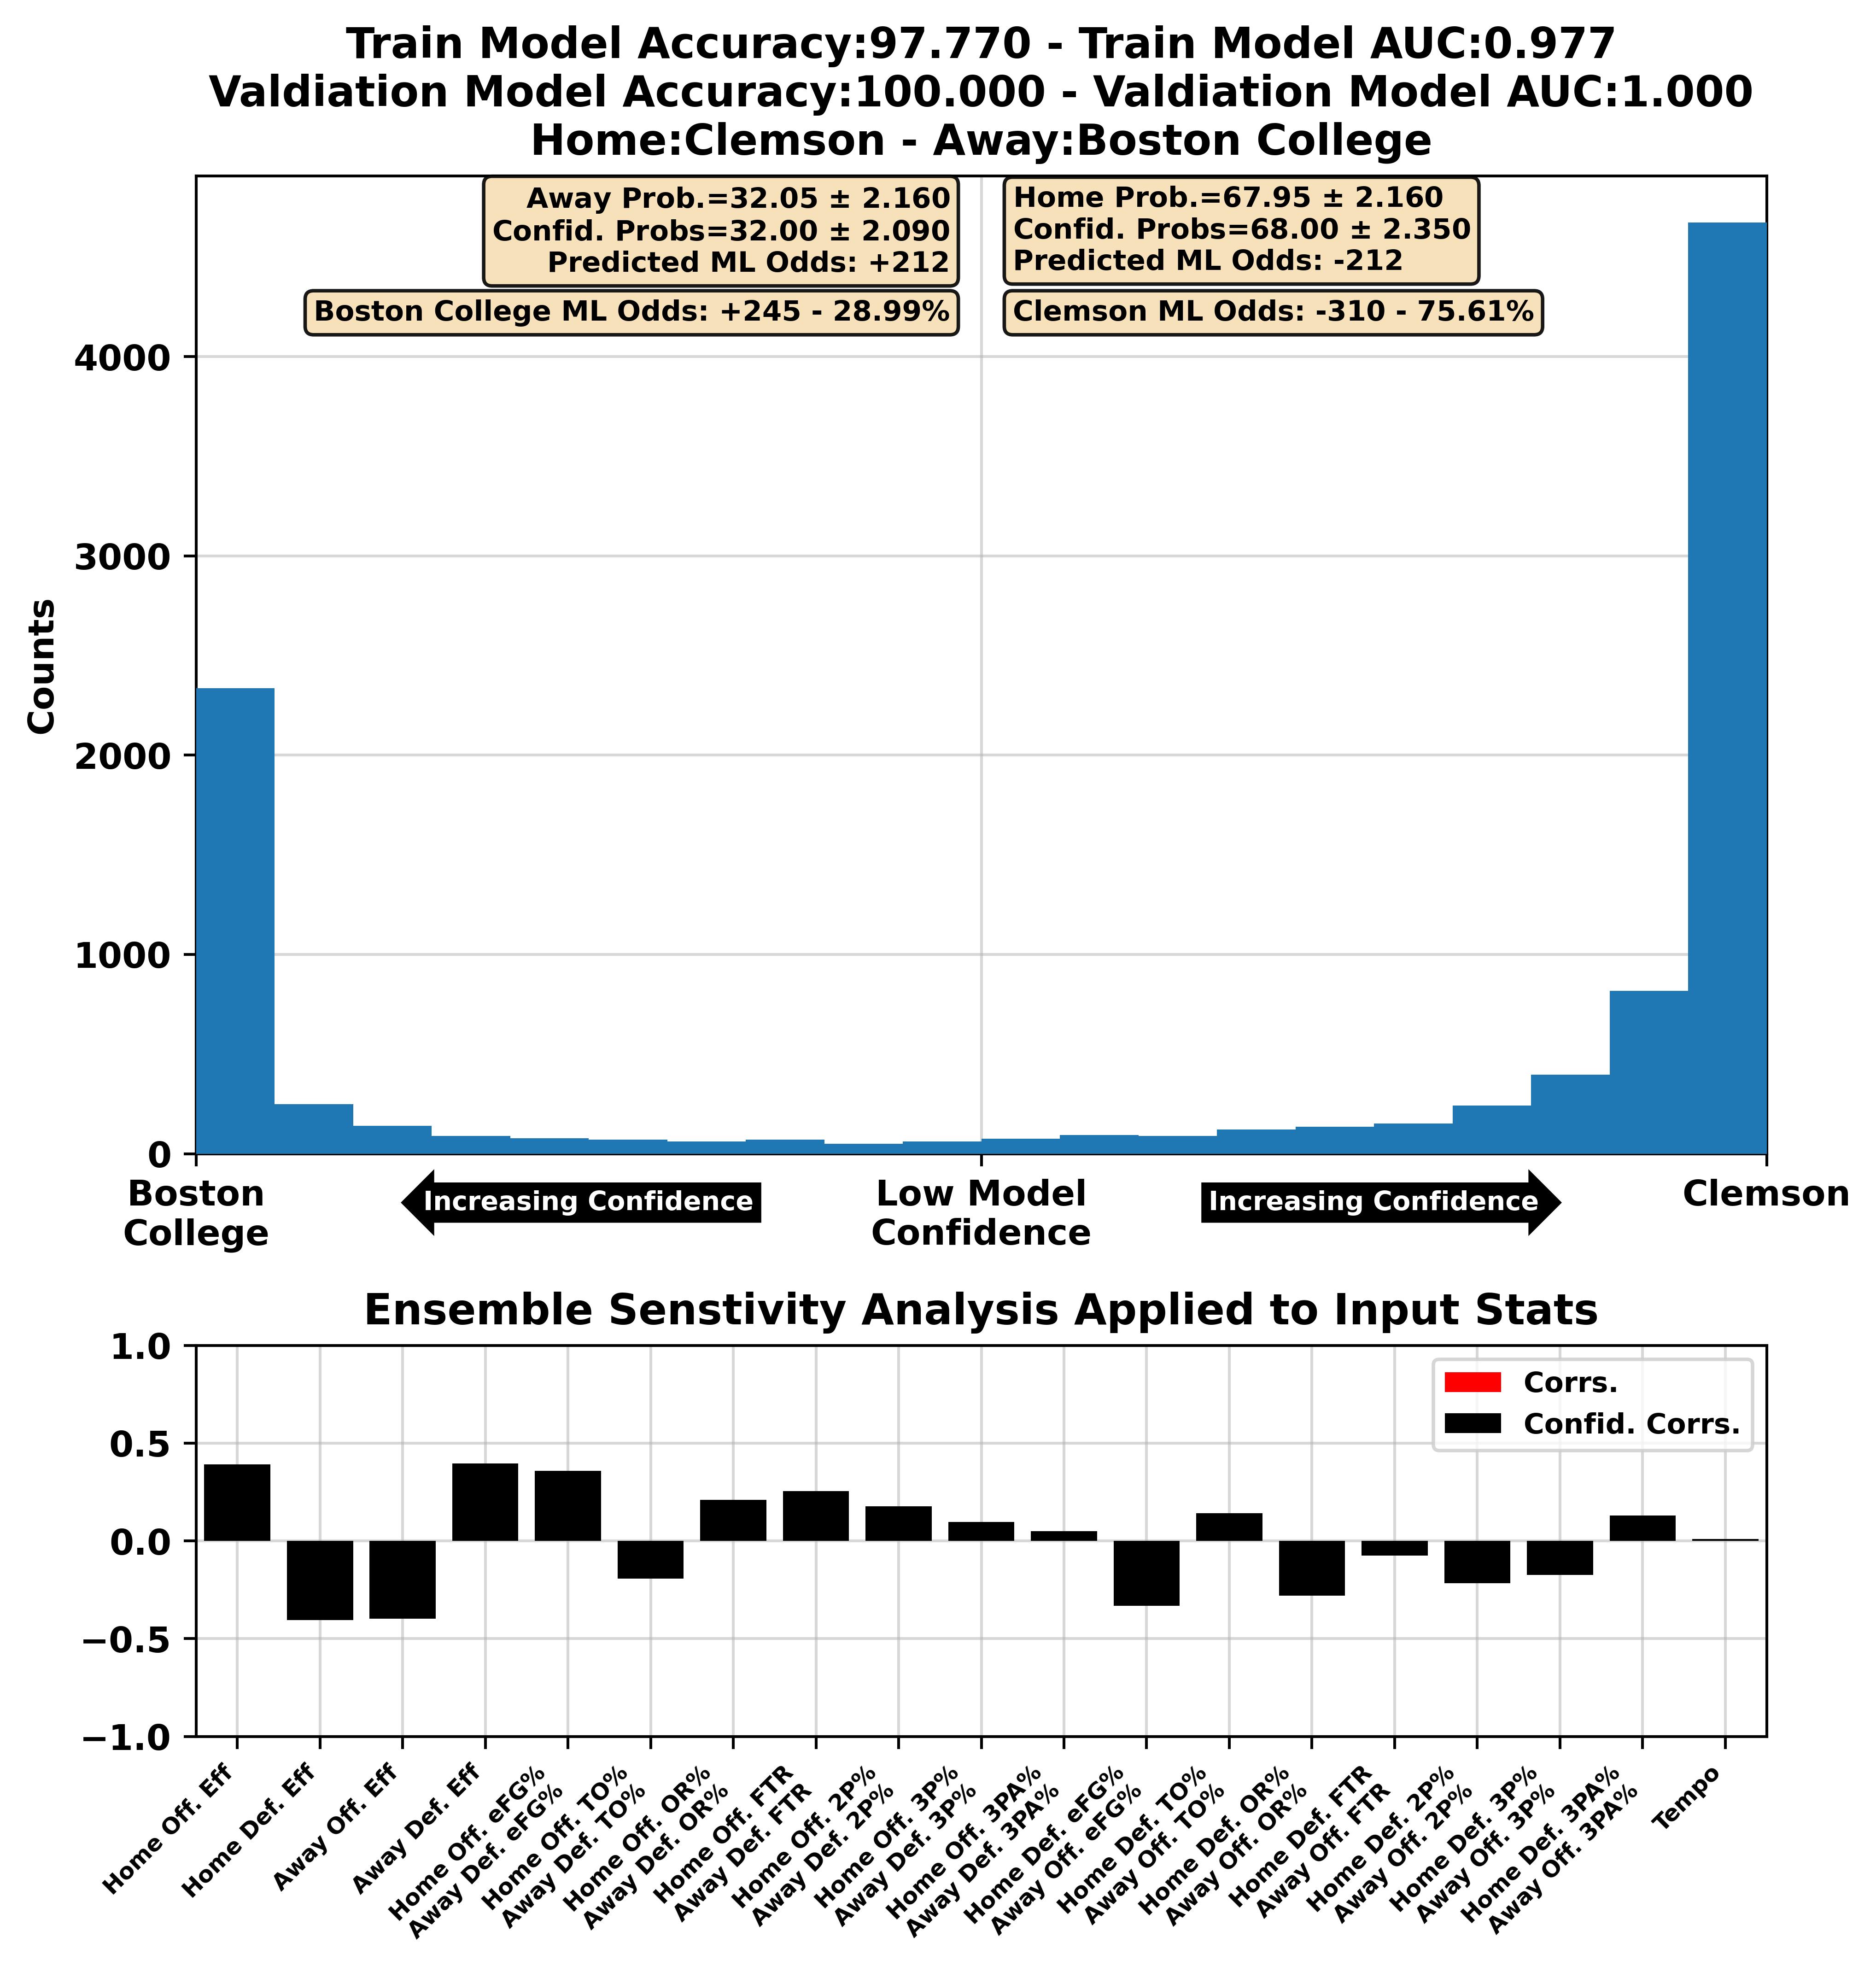 Train Model Accuracy:97.770 - Train Model AUC:0.977
Valdiation Model Accuracy:100.000 - Valdiation Model AUC:1.000
Home:Clemson - Away:Boston College
Away Prob.=32.05 ± 2.160
Confid. Probs=32.00 ± 2.090
Predicted ML Odds: +212
Boston College ML Odds: +245 - 28.99%
Home Prob.=67.95 ± 2.160
Confid. Probs=68.00 ± 2.350
Predicted ML Odds: -212
Clemson ML Odds: -310 - 75.61%
Counts
4000
3000
2000
1000
0
Boston
College
Increasing Confidence
Low Model
Confidence
Increasing Confidence
Clemson
Ensemble Senstivity Analysis Applied to Input Stats
1.0
0.5
0.0
−0.5
−1.0
Corrs.
Confid. Corrs.
Home Off. Eff
Home Def. Eff
Away Off. Eff
Away Def. Eff
Home Off. eFG%
Away Def. eFG%
Home Off. TO%
Away Def. TO%
Home Off. OR%
Away Def. OR%
Home Off. FTR
Away Def. FTR
Home Off. 2P%
Away Def. 2P%
Home Off. 3P%
Away Def. 3P%
Home Off. 3PA%
Away Def. 3PA%
Home Def. eFG%
Away Off. eFG%
Home Def. TO%
Away Off. TO%
Home Def. OR%
Away Off. OR%
Home Def. FTR
Away Off. FTR
Home Def. 2P%
Away Off. 2P%
Home Def. 3P%
Away Off. 3P%
Home Def. 3PA%
Away Off. 3PA%
Tempo